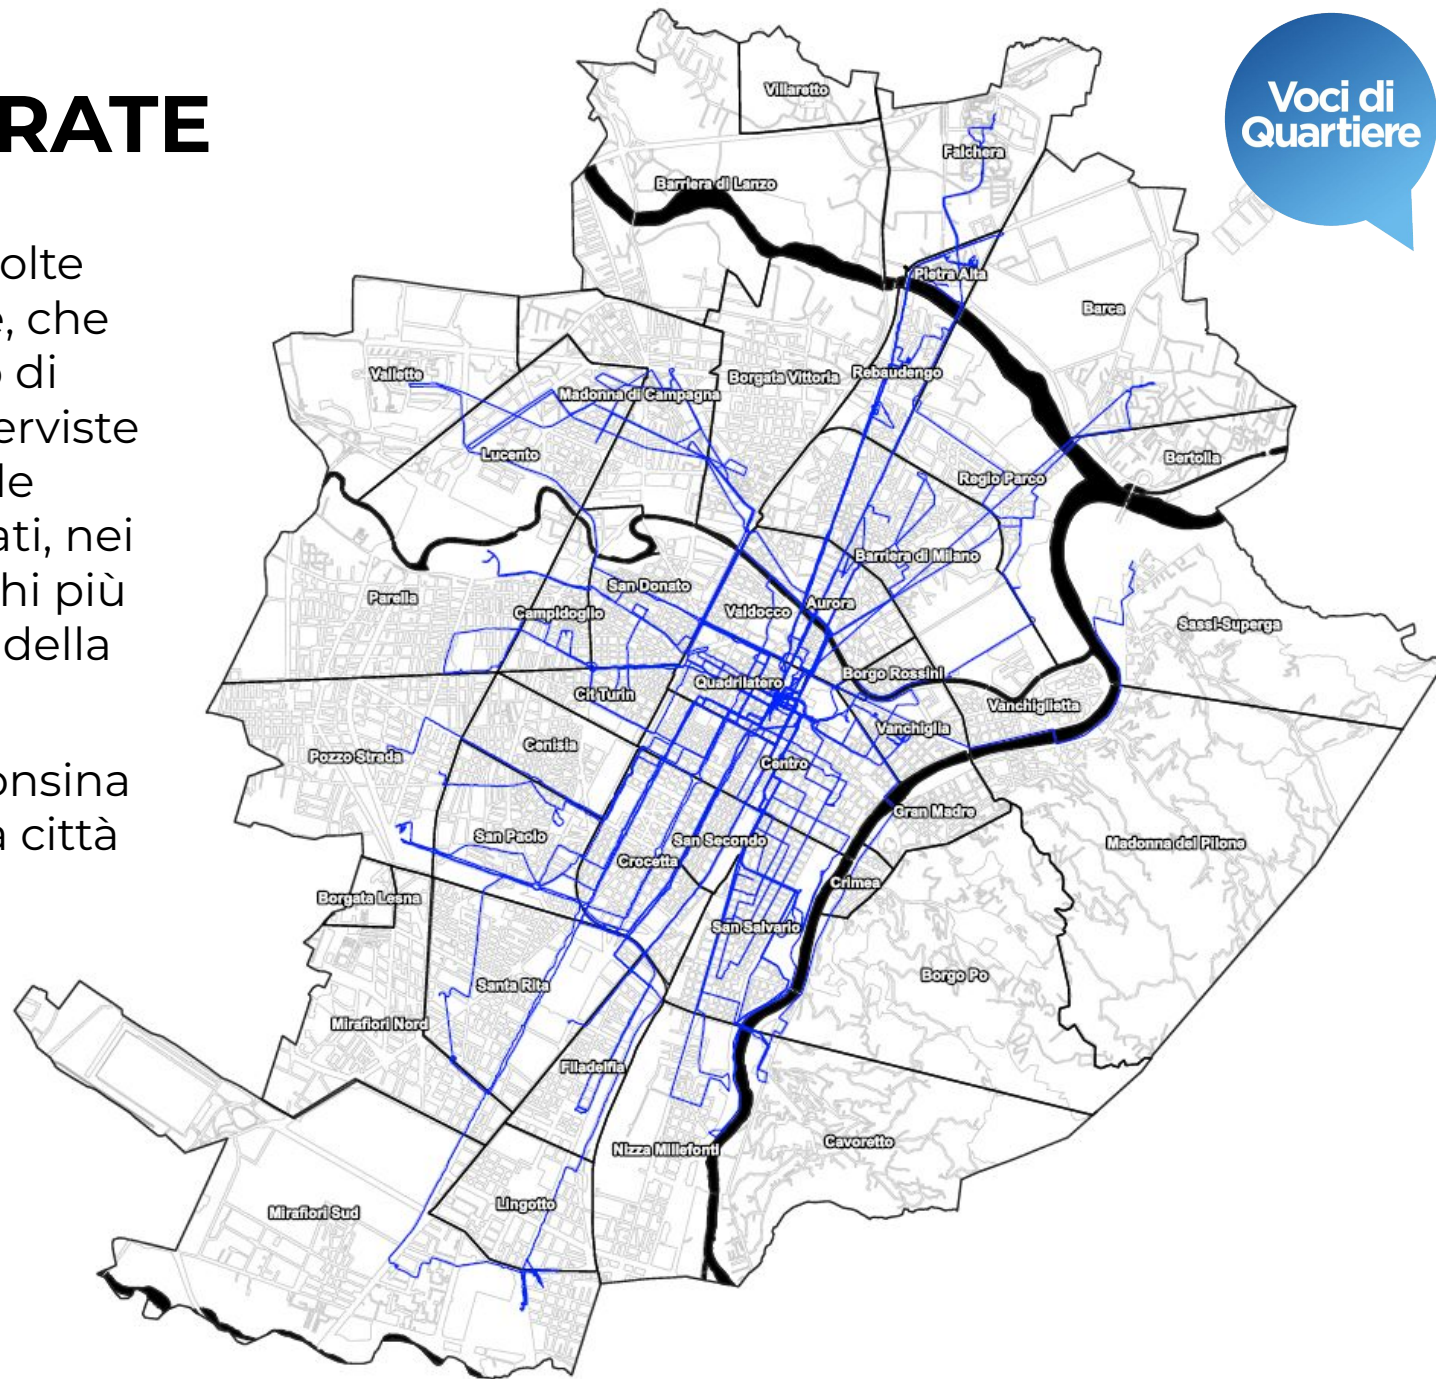 RATE
olte
e, che
o di
erviste
le
ati, nei
hi più
della
onsina
a città
Voci di
Quartiere
Villaretto
Falchera
Barriera di Lanzo
Pietra Alta
Barca
Vallette
Madonna di Campagna
Borgata Vittoria
Rebaudengo
Lucento
Bertolla
Regio Parco
Barriera di Milano
Parella
Campidoglio
San Donato
Valdocco
Aurora
Sassi-Superga
Cit Turin
Quadrilatero
Borgo Rossini
Vanchiglietta
Vanchiglia
Pozzo Strada
Cenisia
Centro
Gran Madre
San Paolo
Crocetta
San Secondo
Madonna del Pilone
Borgata Lesna
Crimea
San Salvario
Borgo Po
Santa Rita
Mirafiori Nord
Filadelfia
Nizza Millefonti
Cavoretto
Mirafiori Sud
Lingotto